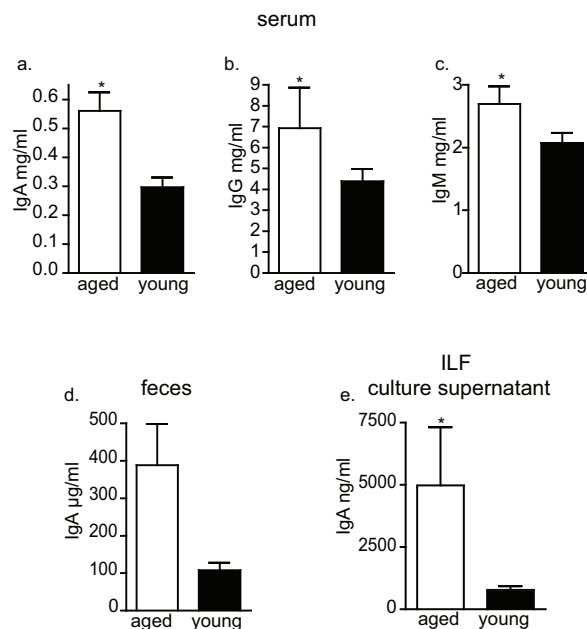 serum
a.
*
IgA mg/ml
0.6
0.5
0.4
0.3
0.2
0.1
0.0
aged young
b.
*
IgG mg/ml
9
8
7
6
5
4
3
2
1
0
aged young
c.
*
IgM mg/ml
3
2
1
0
aged young
d.
feces
IgA µg/ml
500
400
300
200
100
0
aged young
ILF
culture supernatant
e.
*
IgA ng/ml
7500
5000
2500
0
aged young